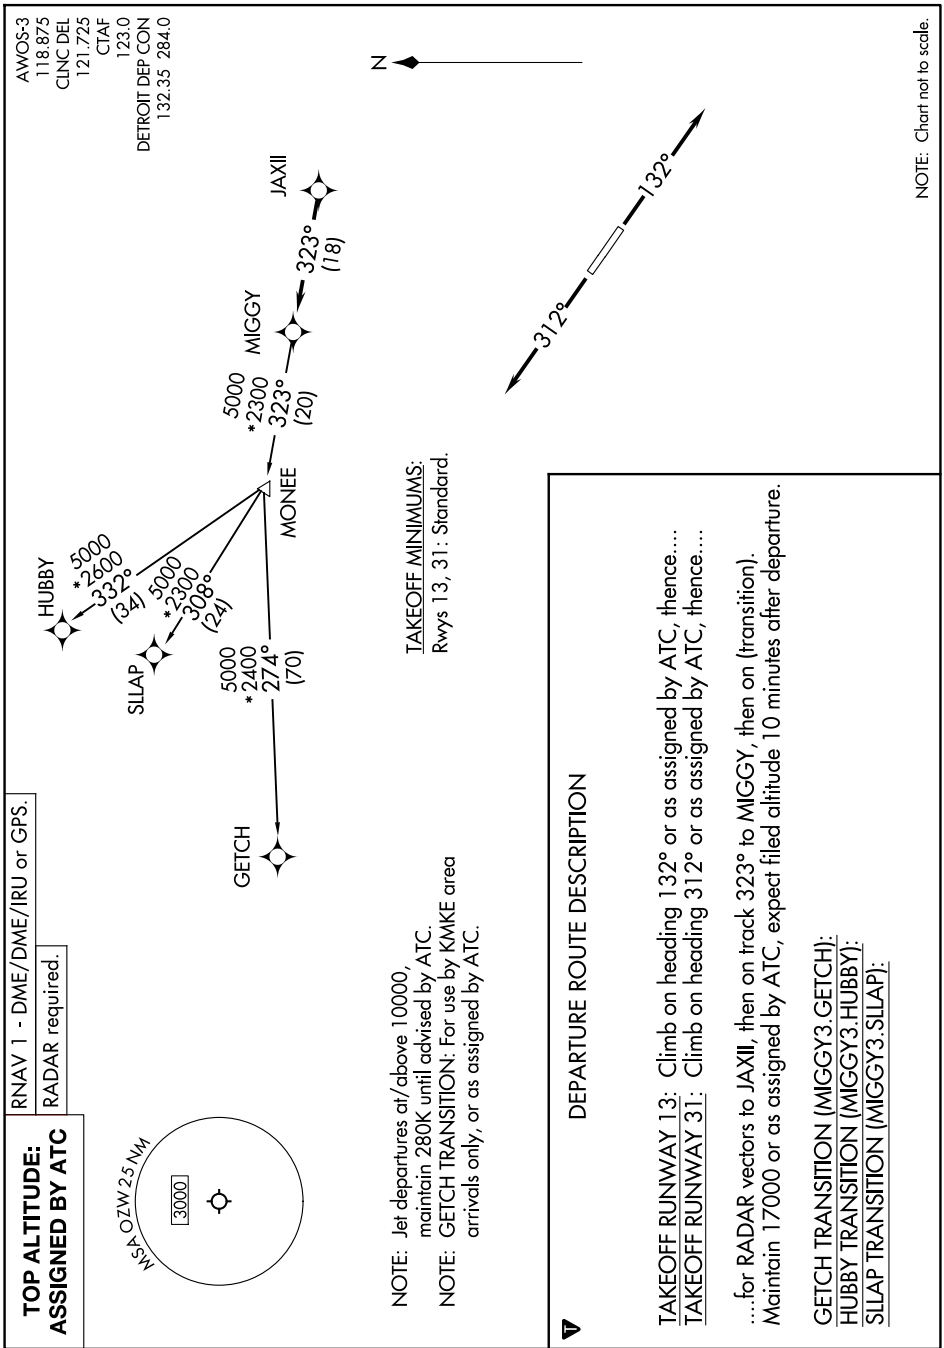 TOP ALTITUDE:
ASSIGNED BY ATC
RNAV 1 - DME/DME/IRU or GPS.
RADAR required.
AWOS-3
118.875
CLNC DEL
121.725
CTAF
123.0
DETROIT DEP CON
132.35 284.0
MSA OZW 25 NM
3000
HUBBY
5000
*2600
332°
(34)
SLLAP
5000
*2300
308°
(24)
GETCH
5000
*2400
274°
(70)
MONEE
5000
*2300
323°
(20)
MIGGY
323°
(18)
JAXII
N
NOTE: Jet departures at/above 10000,
maintain 280K until advised by ATC.
NOTE: GETCH TRANSITION: For use by KMKE area
arrivals only, or as assigned by ATC.
TAKEOFF MINIMUMS:
Rwys 13, 31: Standard.
312°
132°
NOTE: Chart not to scale.
T
DEPARTURE ROUTE DESCRIPTION
TAKEOFF RUNWAY 13: Climb on heading 132° or as assigned by ATC, thence....
TAKEOFF RUNWAY 31: Climb on heading 312° or as assigned by ATC, thence....
....for RADAR vectors to JAXII, then on track 323° to MIGGY, then on (transition).
Maintain 17000 or as assigned by ATC, expect filed altitude 10 minutes after departure.
GETCH TRANSITION (MIGGY3.GETCH):
HUBBY TRANSITION (MIGGY3.HUBBY):
SLLAP TRANSITION (MIGGY3.SLLAP):